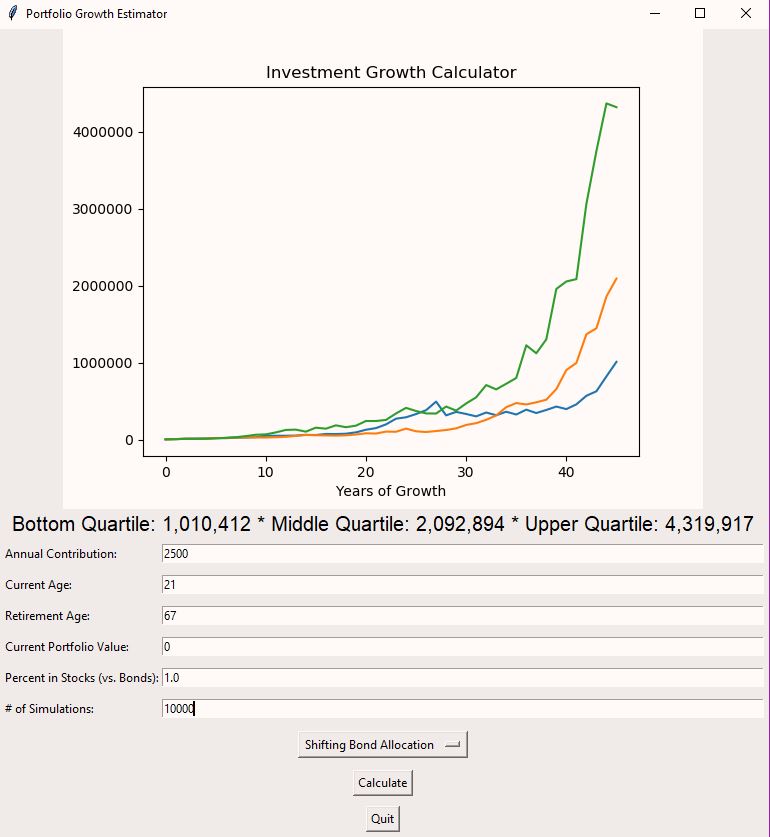 Portfolio Growth Estimator
Investment Growth Calculator
4000000
3000000
2000000
1000000
0
0 10 20 30 40
Years of Growth
Bottom Quartile: 1,010,412 * Middle Quartile: 2,092,894 * Upper Quartile: 4,319,917
Annual Contribution: 2500
Current Age: 21
Retirement Age: 67
Current Portfolio Value: 0
Percent in Stocks (vs. Bonds): 1.0
# of Simulations: 10000
Shifting Bond Allocation
Calculate
Quit